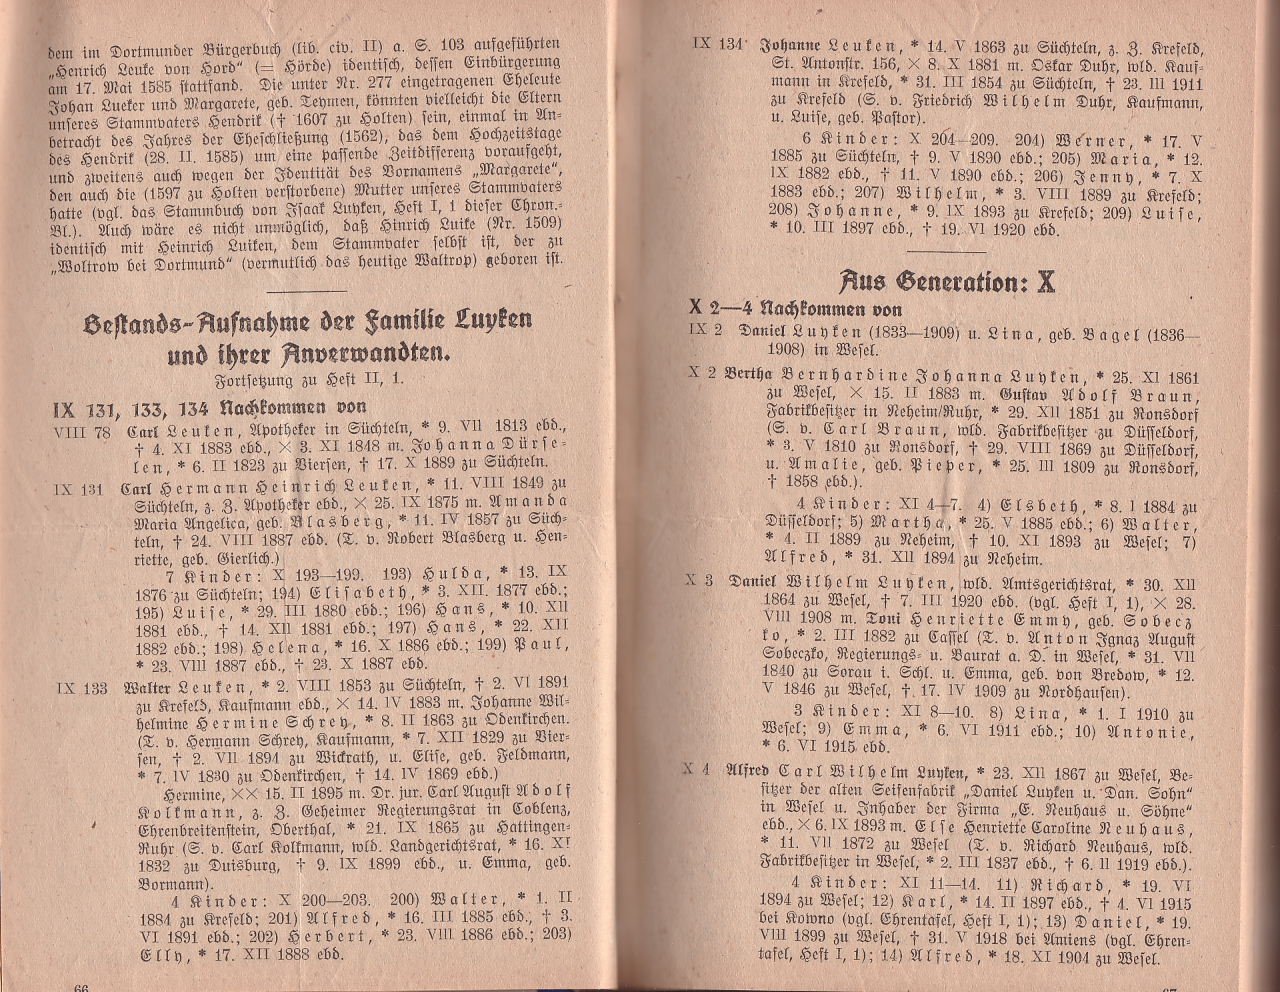 dem im Dortmunder Bürgerbuch (lib. civ. II) a. S. 103 aufgeführten
„Henrich Leuke von Hord“ (= Hörde) identisch, dessen Einbürgerung
am 17. Mai 1585 stattfand. Die unter Nr. 277 eingetragenen Eheleute
Johan Lueker und Margarete, geb. Teymen, könnten vielleicht die Eltern
unseres Stammvaters Hendrik († 1607 zu Holten) sein, einmal in An-
betracht des Jahres der Eheschließung (1562), das dem Hochzeitstage
des Hendrik (28. II. 1585) um eine passende Zeitdifferenz voraufgeht,
und zweitens auch wegen der Identität des Vornamens „Margarete“,
den auch die (1597 zu Holten verstorbene) Mutter unseres Stammvaters
hatte (vgl. das Stammbuch von Isaak Luyken, Heft I, 1 dieser Chron.-
Bl.). Auch wäre es nicht unmöglich, daß Hinrich Luike (Nr. 1509)
identisch mit Heinrich Luiken, dem Stammvater selbst ist, der zu
„Woltrow bei Dortmund“ (vermutlich das heutige Waltrop) geboren ist.
Bestands-Aufnahme der Familie Luyken
und ihrer Anverwandten.
Fortsetzung zu Heft II, 1.
IX 131, 133, 134 Nachkommen von
VIII 78 Carl Leuken, Apotheker in Süchteln, * 9. VII 1813 ebd.,
† 4. XI 1883 ebd., ✕ 3. XI 1848 m. Johanna Dürse-
len, * 6. II 1823 zu Viersen, † 17. X 1889 zu Süchteln.
IX 131 Carl Hermann Heinrich Leuken, * 11. VIII 1849 zu
Süchteln, z. Z. Apotheker ebd., ✕ 25. IX 1875 m. Amanda
Maria Angelica, geb. Blasberg, * 11. IV 1857 zu Süch-
teln, † 24. VIII 1887 ebd. (T. v. Robert Blasberg u. Hen-
riette, geb. Gierlich.)
7 Kinder: X 193—199. 193) Hulda, * 13. IX
1876 zu Süchteln; 194) Elisabeth, * 3. XII. 1877 ebd.;
195) Luise, * 29. III 1880 ebd.; 196) Hans, * 10. XII
1881 ebd., † 14. XII 1881 ebd.; 197) Hans, * 22. XII
1882 ebd.; 198) Helena, * 16. X 1886 ebd.; 199) Paul,
* 23. VIII 1887 ebd., † 23. X 1887 ebd.
IX 133 Walter Leuken, * 2. VIII 1853 zu Süchteln, † 2. VI 1891
zu Krefeld, Kaufmann ebd., ✕ 14. IV 1883 m. Johanne Wil-
helmine Hermine Schrey, * 8. II 1863 zu Odenkirchen.
(T. v. Hermann Schrey, Kaufmann, * 7. XII 1829 zu Vier-
sen, † 2. VII 1894 zu Wickrath, u. Elise, geb. Feldmann,
* 7. IV 1830 zu Odenkirchen, † 14. IV 1869 ebd.)
Hermine, ✕✕ 15. II 1895 m. Dr. jur. Carl August Adolf
Kolkmann, z. Z. Geheimer Regierungsrat in Coblenz,
Ehrenbreitenstein, Oberthal, * 21. IX 1865 zu Hattingen-
Ruhr (S. v. Carl Kolkmann, wld. Landgerichtsrat, * 16. XI
1832 zu Duisburg, † 9. IX 1899 ebd., u. Emma, geb.
Bormann).
4 Kinder: X 200—203. 200) Walter, * 1. II
1884 zu Krefeld; 201) Alfred, * 16. III 1885 ebd., † 3.
VI 1891 ebd.; 202) Herbert, * 23. VIII 1886 ebd.; 203)
Elly, * 17. XII 1888 ebd.
66
IX 134 Johanne Leuken, * 14. V 1863 zu Süchteln, z. Z. Krefeld,
St. Antonstr. 156, ✕ 8. X 1881 m. Oskar Duhr, wld. Kauf-
mann in Krefeld, * 31. III 1854 zu Süchteln, † 23. III 1911
zu Krefeld (S. v. Friedrich Wilhelm Duhr, Kaufmann,
u. Luise, geb. Pastor).
6 Kinder: X 204—209. 204) Werner, * 17. V
1885 zu Süchteln, † 9. V 1890 ebd.; 205) Maria, * 12.
IX 1882 ebd., † 11. V 1890 ebd.; 206) Jenny, * 7. X
1883 ebd.; 207) Wilhelm, * 3. VIII 1889 zu Krefeld;
208) Johanne, * 9. IX 1893 zu Krefeld; 209) Luise,
* 10. III 1897 ebd., † 19. VI 1920 ebd.
Aus Generation: X
X 2—4 Nachkommen von
IX 2 Daniel Luyken (1833—1909) u. Lina, geb. Bagel (1836—
1908) in Wesel.
X 2 Bertha Bernhardine Johanna Luyken, * 25. XI 1861
zu Wesel, ✕ 15. II 1883 m. Gustav Adolf Braun,
Fabrikbesitzer in Neheim/Ruhr, * 29. XII 1851 zu Ronsdorf
(S. v. Carl Braun, wld. Fabrikbesitzer zu Düsseldorf,
* 3. V 1810 zu Ronsdorf, † 29. VIII 1869 zu Düsseldorf,
u. Amalie, geb. Pieper, * 25. III 1809 zu Ronsdorf,
† 1858 ebd.).
4 Kinder: XI 4—7. 4) Elsbeth, * 8. I 1884 zu
Düsseldorf; 5) Martha, * 25. V 1885 ebd.; 6) Walter,
* 4. II 1889 zu Neheim, † 10. XI 1893 zu Wesel; 7)
Alfred, * 31. XII 1894 zu Neheim.
X 3 Daniel Wilhelm Luyken, wld. Amtsgerichtsrat, * 30. XII
1864 zu Wesel, † 7. III 1920 ebd. (vgl. Heft I, 1), ✕ 28.
VIII 1908 m. Toni Henriette Emmy, geb. Sobecz
ko, * 2. III 1882 zu Cassel (T. v. Anton Ignaz August
Sobeczko, Regierungs- u. Baurat a. D. in Wesel, * 31. VII
1840 zu Sorau i. Schl. u. Emma, geb. von Bredow, * 12.
V 1846 zu Wesel, † 17. IV 1909 zu Nordhausen).
3 Kinder: XI 8—10. 8) Lina, * 1. I 1910 zu
Wesel; 9) Emma, * 6. VI 1911 ebd.; 10) Antonie,
* 6. VI 1915 ebd.
X 4 Alfred Carl Wilhelm Luyken, * 23. XII 1867 zu Wesel, Be-
sitzer der alten Seifenfabrik „Daniel Luyken u. Dan. Sohn“
in Wesel u. Inhaber der Firma „E. Neuhaus u. Söhne“
ebd., ✕ 6. IX 1893 m. Else Henriette Caroline Neuhaus,
* 11. VII 1872 zu Wesel (T. v. Richard Neuhaus, wld.
Fabrikbesitzer in Wesel, * 2. III 1837 ebd., † 6. II 1919 ebd.).
4 Kinder: XI 11—14. 11) Richard, * 19. VI
1894 zu Wesel; 12) Karl, * 14. II 1897 ebd., † 4. VI 1915
bei Kowno (vgl. Ehrentafel, Heft I, 1); 13) Daniel, * 19.
VIII 1899 zu Wesel, † 31. V 1918 bei Amiens (vgl. Ehren-
tafel, Heft I, 1); 14) Alfred, * 18. XI 1904 zu Wesel.
67